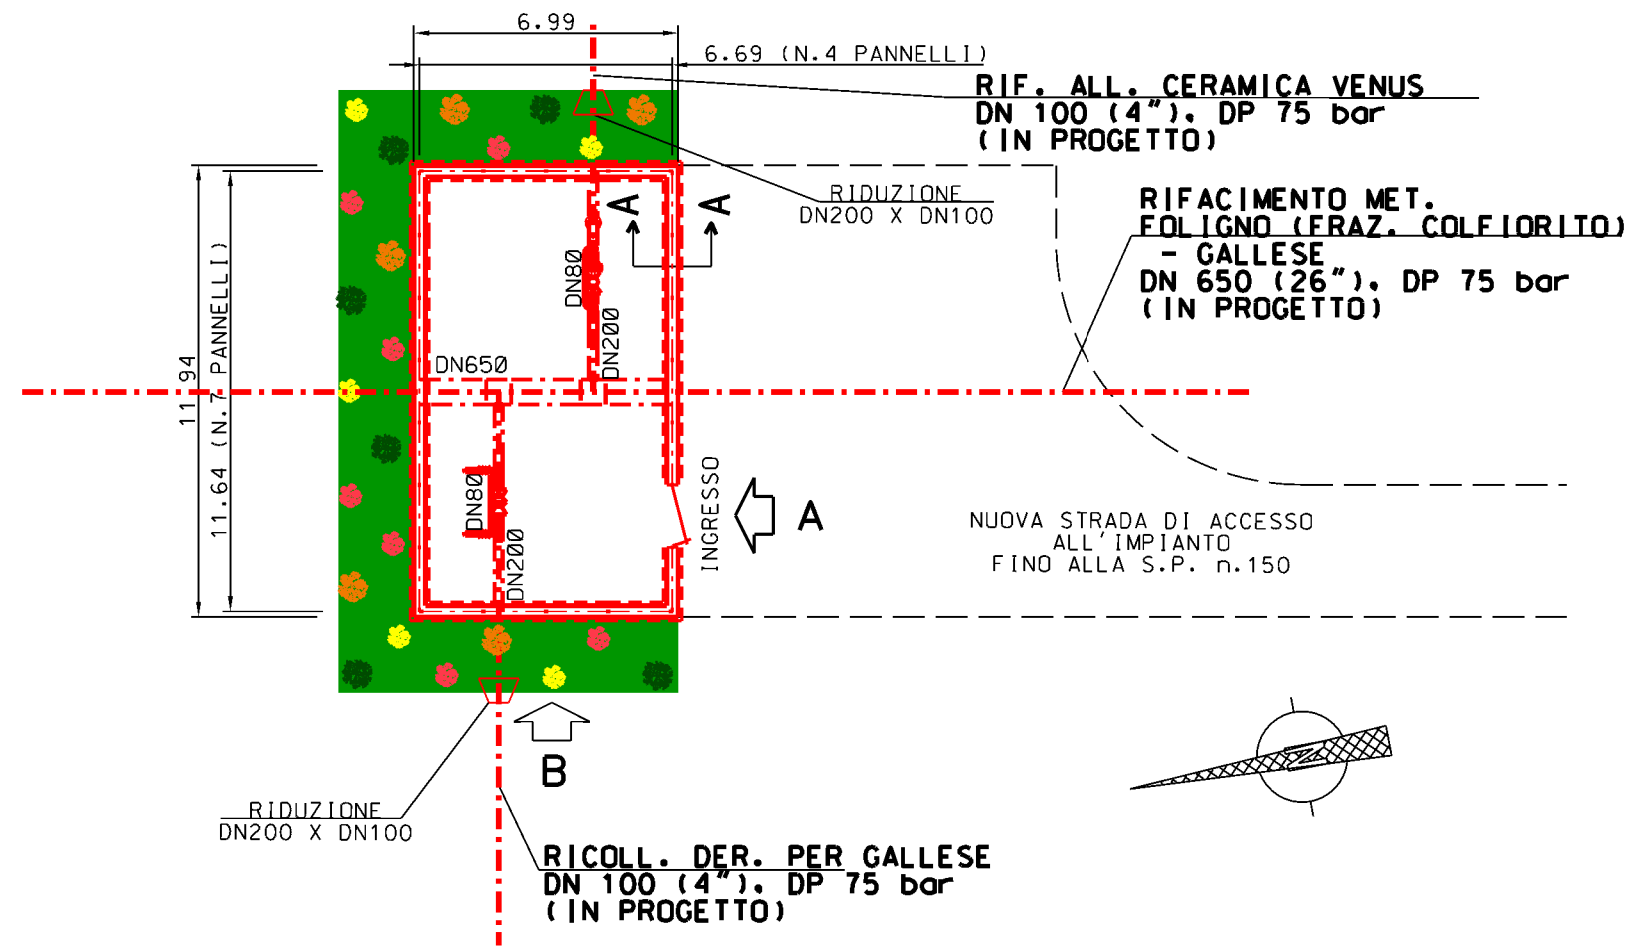 6.99
6.69 (N.4 PANNELLI)
RIF. ALL. CERAMICA VENUS
DN 100 (4"). DP 75 bar
(IN PROGETTO)
RIDUZIONE
DN200 X DN100
A
A
RIFACIMENTO MET.
FOLIGNO (FRAZ. COLFIORITO)
- GALLESE
DN 650 (26"). DP 75 bar
(IN PROGETTO)
DN80
DN200
DN650
11 94
11.64 (N.7 PANNELLI)
DN80
DN200
INGRESSO
A
NUOVA STRADA DI ACCESSO
ALL'IMPIANTO
FINO ALLA S.P. n.150
B
N
RIDUZIONE
DN200 X DN100
RICOLL. DER. PER GALLESE
DN 100 (4"). DP 75 bar
(IN PROGETTO)